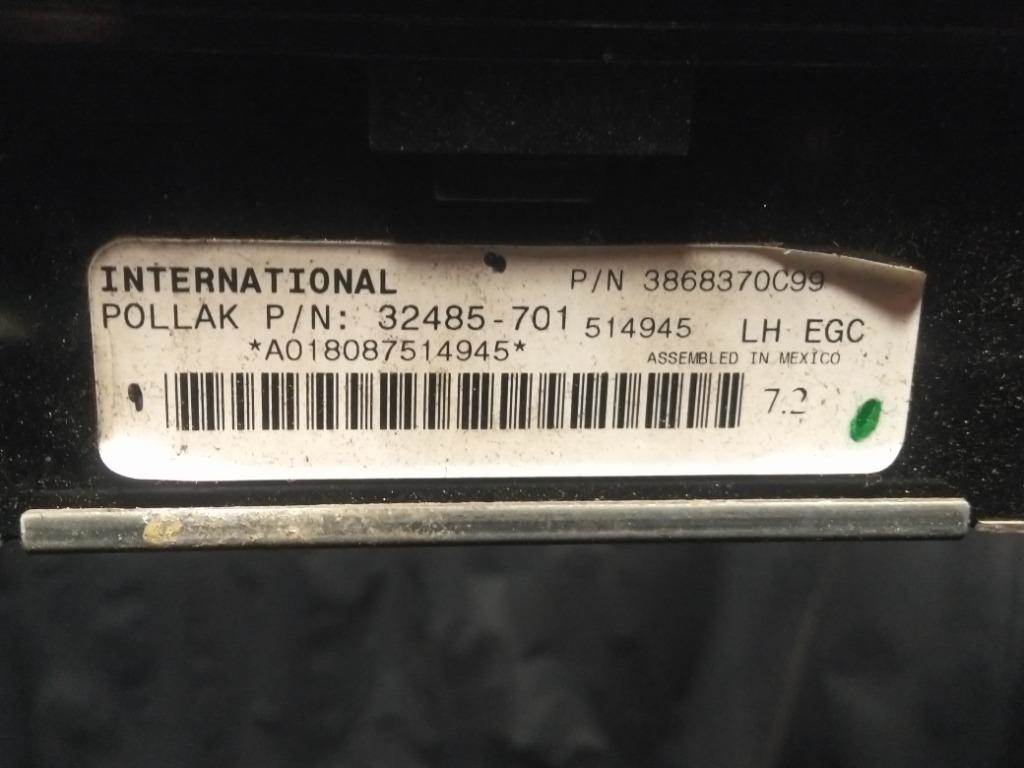 INTERNATIONAL P/N 3868370C99
POLLAK P/N: 32485-701 514945 LH EGC
*A018087514945* ASSEMBLED IN MEXICO
7.2